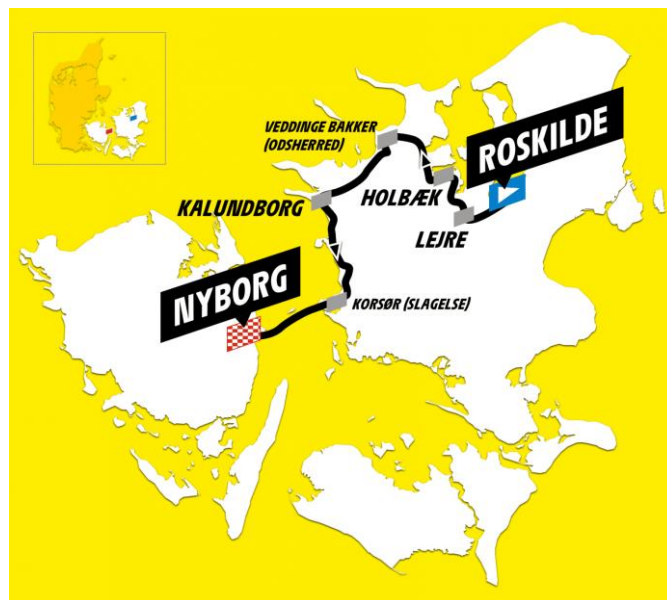 VEDDINGE BAKKER
(ODSHERRED)
ROSKILDE
HOLBÆK
KALUNDBORG
LEJRE
NYBORG
KORSØR (SLAGELSE)